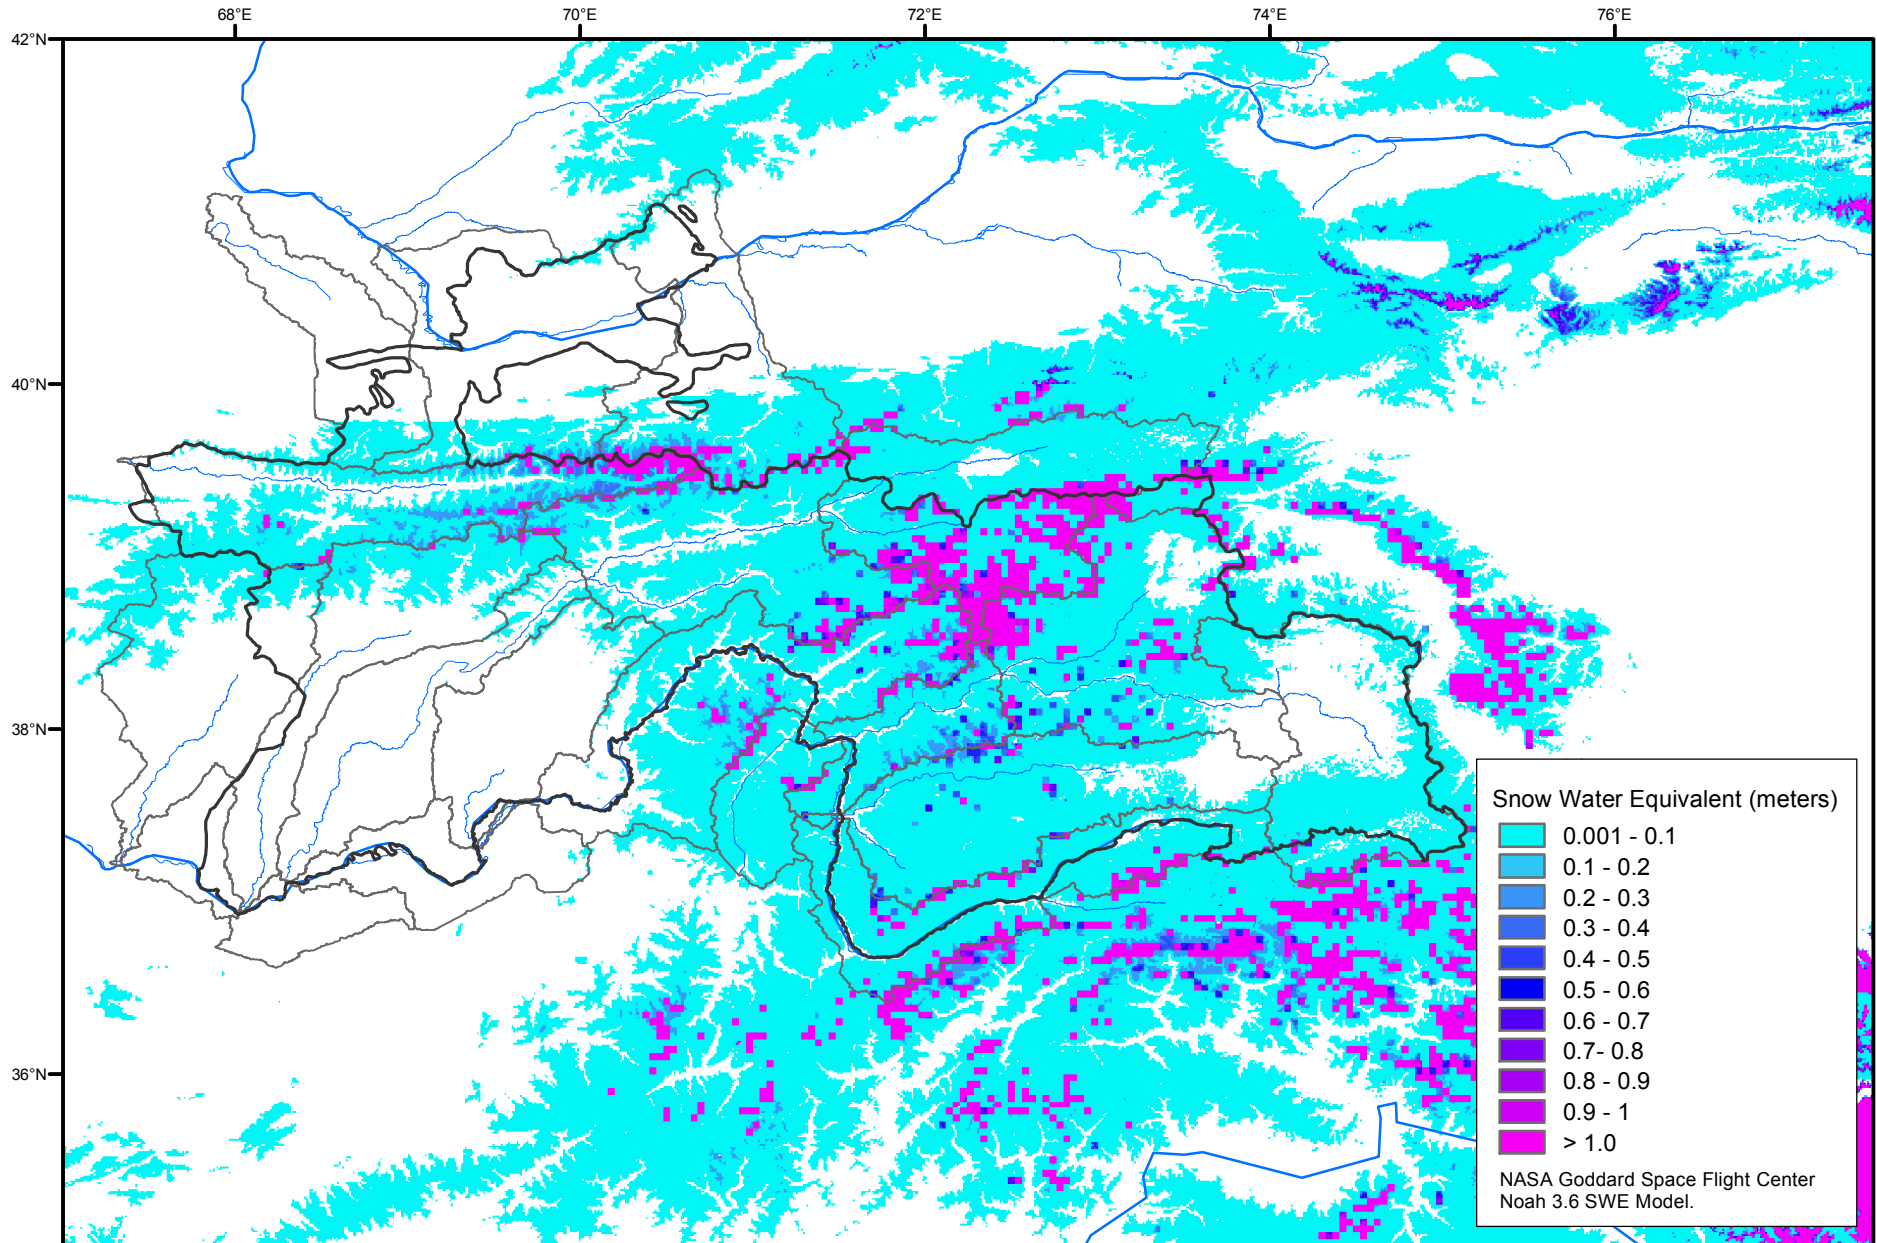 68°E
70°E
72°E
74°E
76°E
42°N
40°N
38°N
36°N
Snow Water Equivalent (meters)
0.001 - 0.1
0.1 - 0.2
0.2 - 0.3
0.3 - 0.4
0.4 - 0.5
0.5 - 0.6
0.6 - 0.7
0.7- 0.8
0.8 - 0.9
0.9 - 1
> 1.0
NASA Goddard Space Flight Center
Noah 3.6 SWE Model.